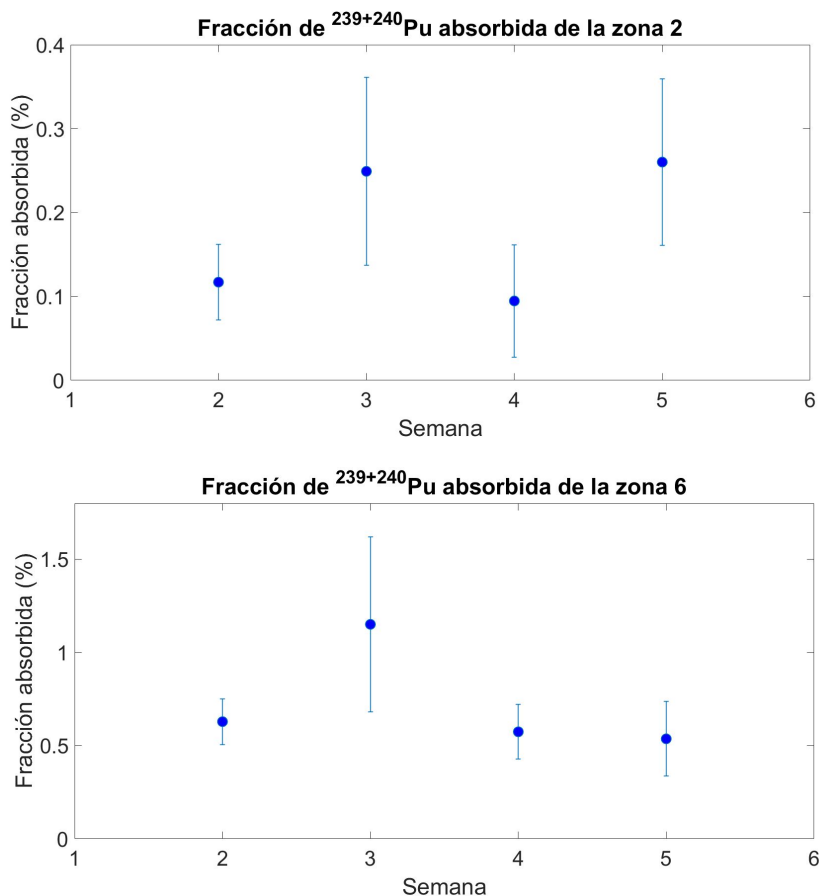 Fracción de 239+240Pu absorbida de la zona 2
0.4
0.3
0.2
0.1
0
Fracción absorbida (%)
1 2 3 4 5 6
Semana
Fracción de 239+240Pu absorbida de la zona 6
1.5
1
0.5
0
Fracción absorbida (%)
1 2 3 4 5 6
Semana